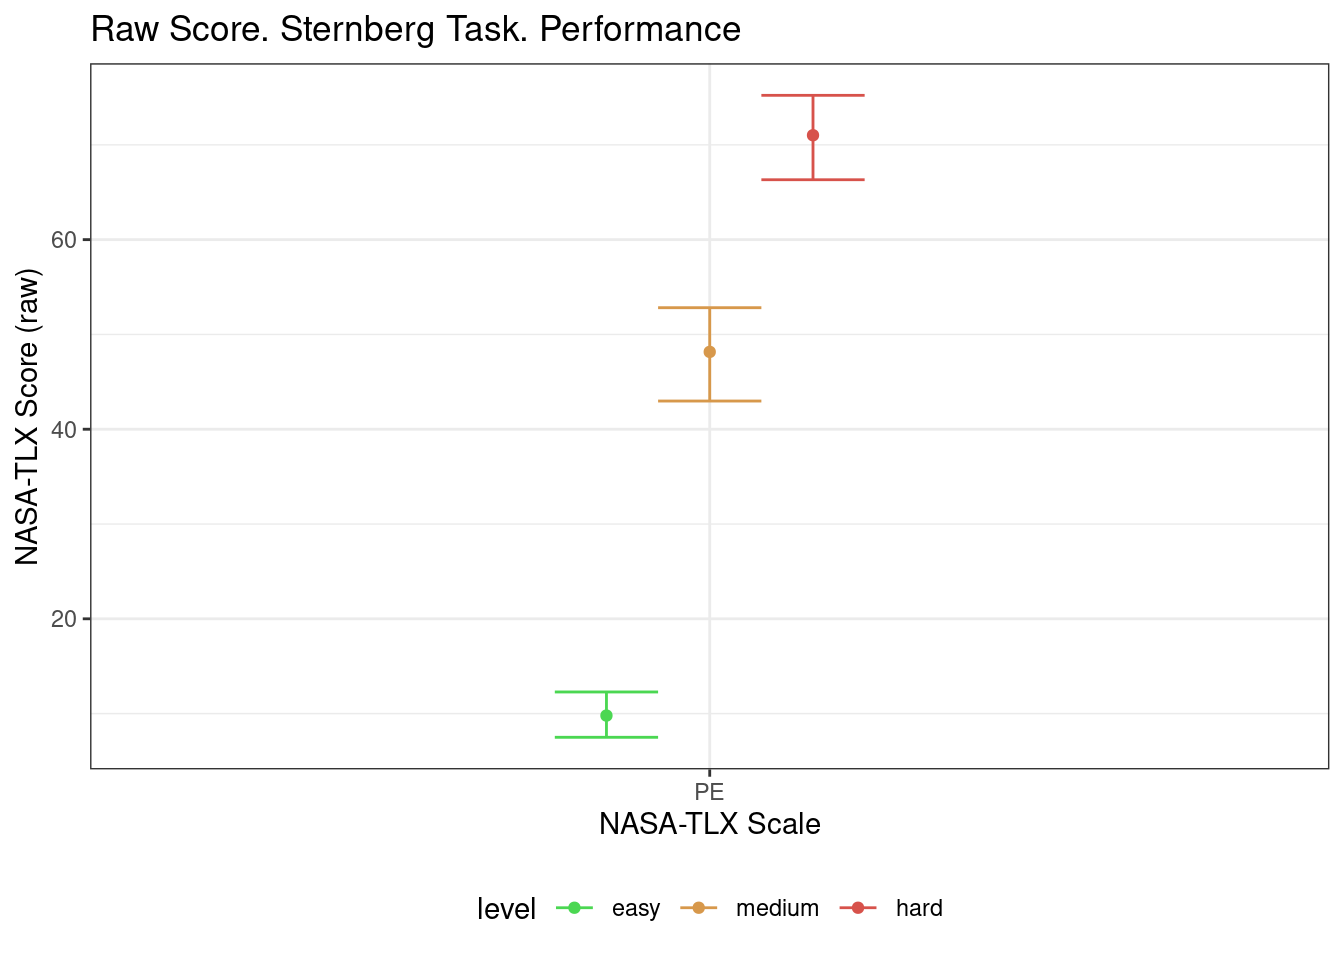 Raw Score. Sternberg Task. Performance
NASA-TLX Score (raw)
60
40
20
PE
NASA-TLX Scale
level easy medium hard